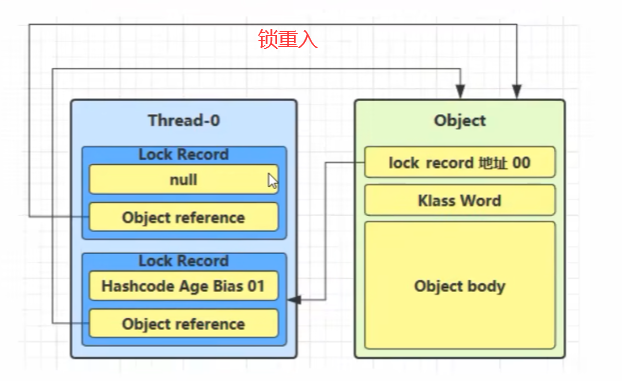 锁重入
Thread-0
Lock Record
null
Object reference
Lock Record
Hashcode Age Bias 01
Object reference
Object
lock record 地址 00
Klass Word
Object body